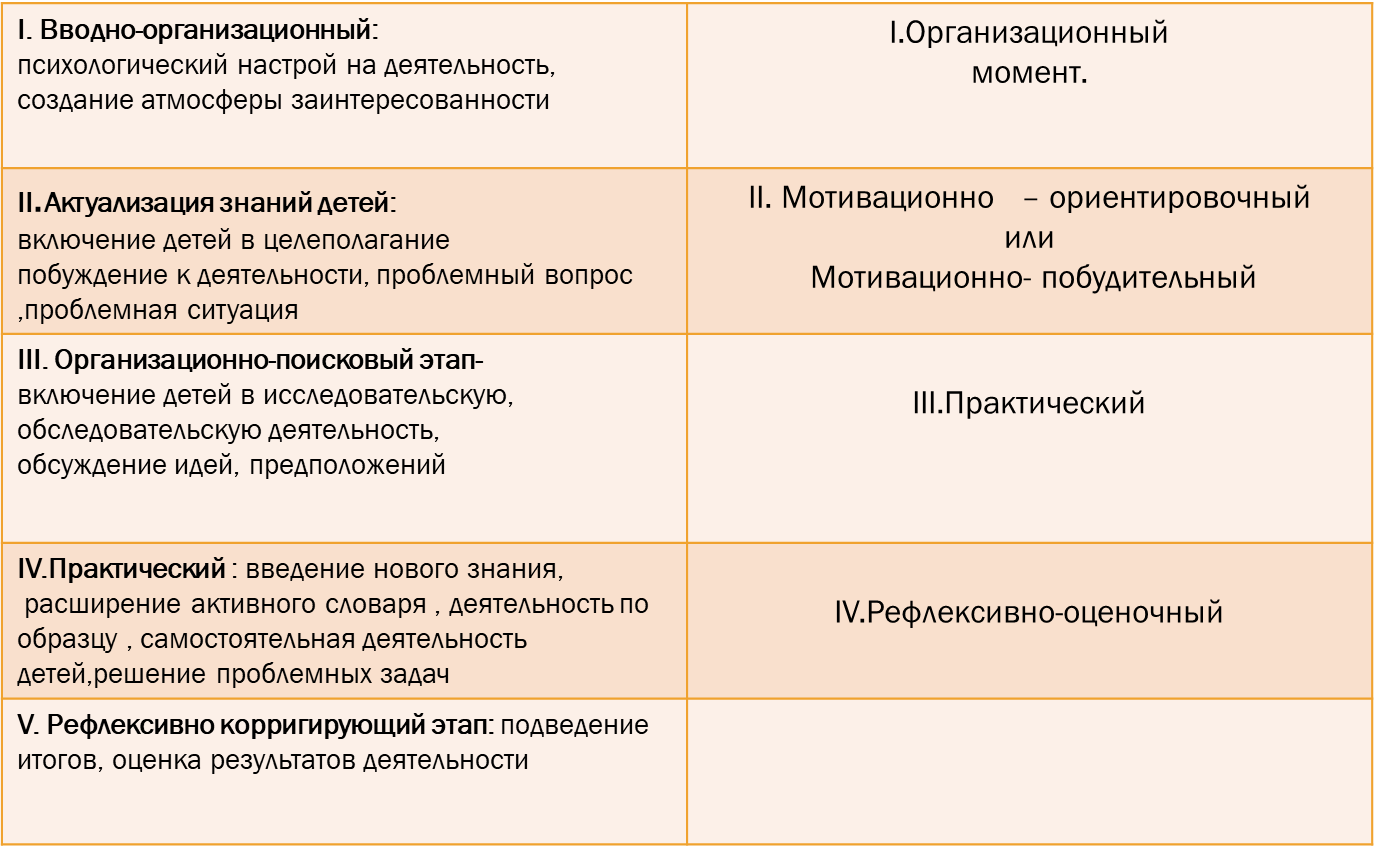 I. Вводно-организационный:
психологический настрой на деятельность,
создание атмосферы заинтересованности
I.Организационный
момент.
II.Актуализация знаний детей:
включение детей в целеполагание
побуждение к деятельности, проблемный вопрос
,проблемная ситуация
II. Мотивационно – ориентировочный
или
Мотивационно- побудительный
III. Организационно-поисковый этап-
включение детей в исследовательскую,
обследовательскую деятельность,
обсуждение идей, предположений
III.Практический
IV.Практический : введение нового знания,
расширение активного словаря , деятельность по
образцу , самостоятельная деятельность
детей,решение проблемных задач
IV.Рефлексивно-оценочный
V. Рефлексивно корригирующий этап: подведение
итогов, оценка результатов деятельности